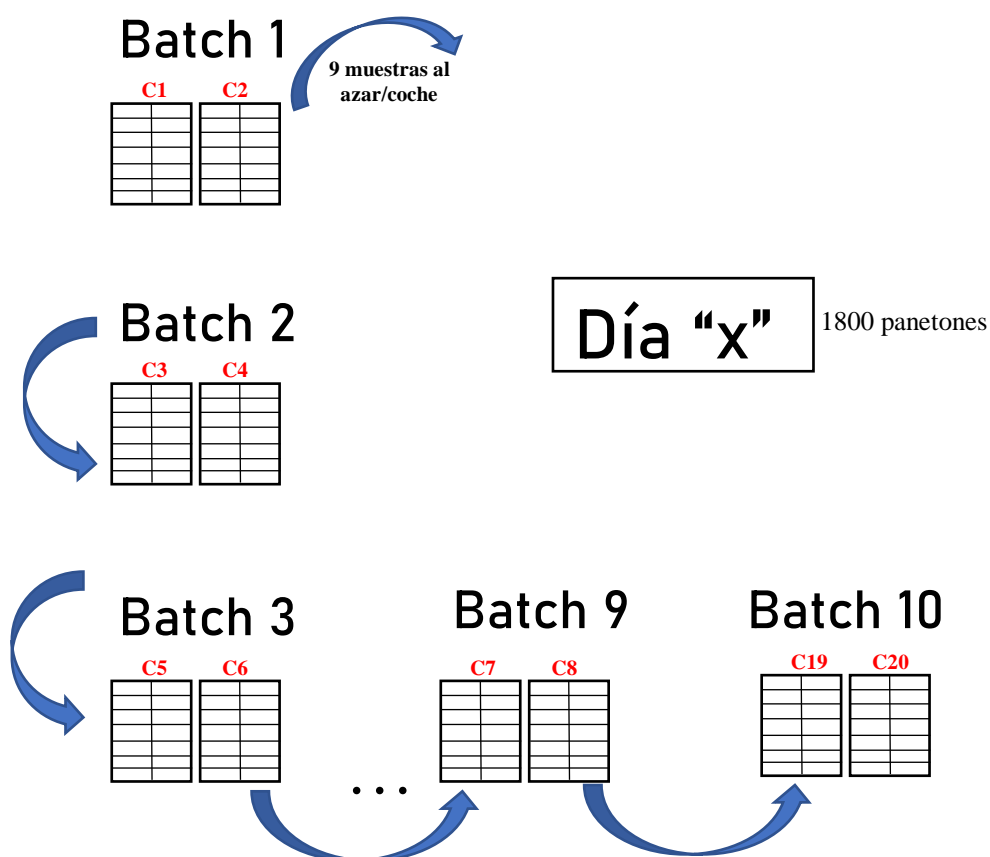 Batch 1
9 muestras al
azar/coche
C1 C2
Batch 2
C3 C4
Día “x”
1800 panetones
Batch 3
C5 C6
...
Batch 9
C7 C8
Batch 10
C19 C20